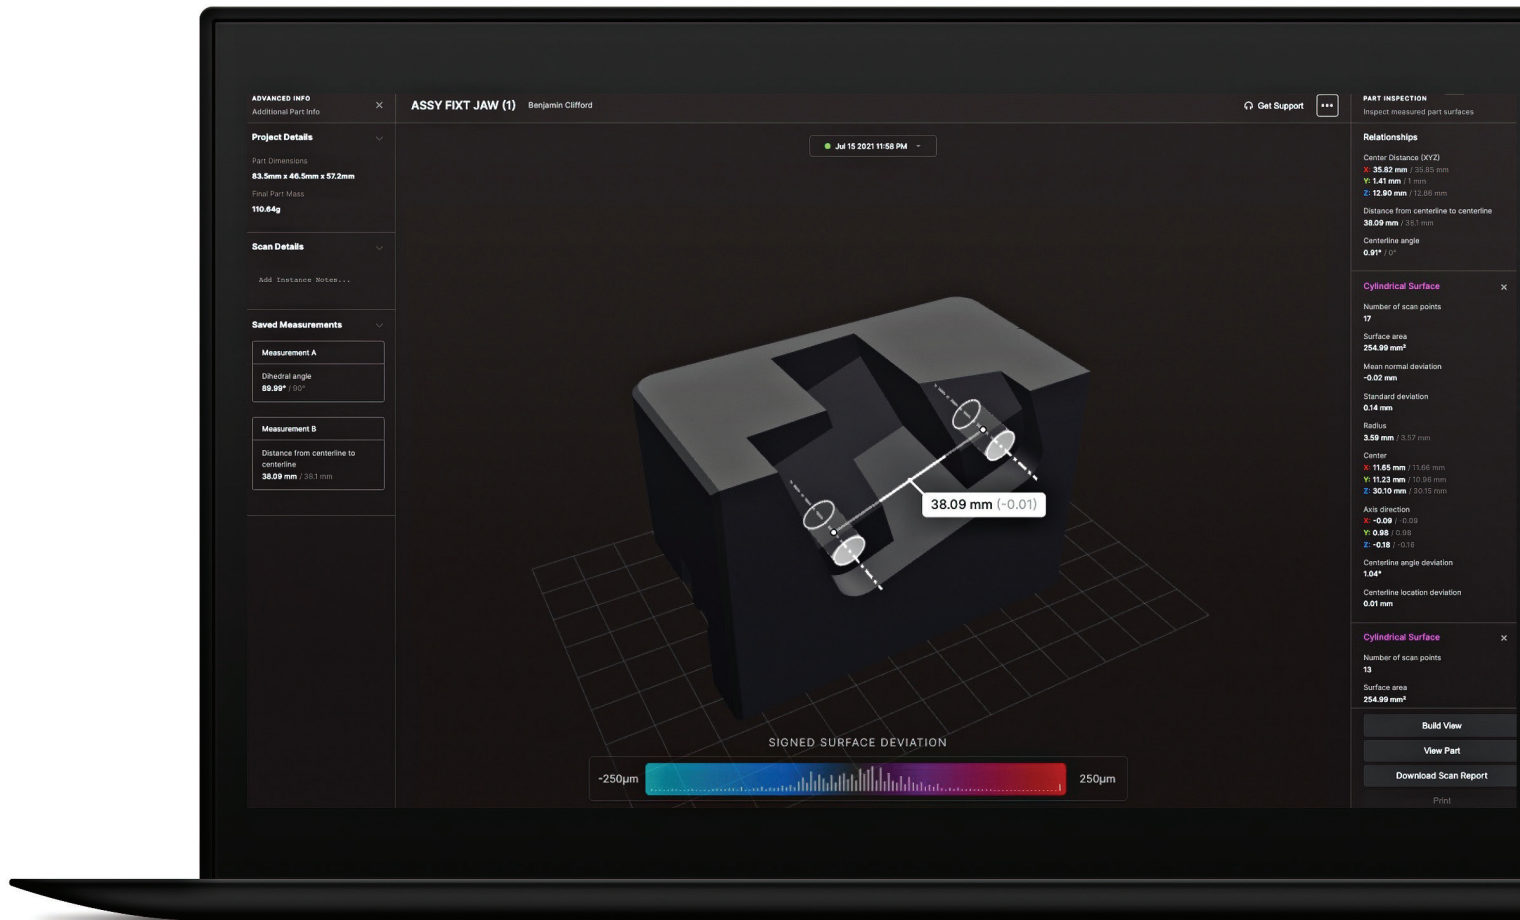 ADVANCED INFO
Additional Part Info
×
Project Details
Part Dimensions
83.5mm x 46.5mm x 57.2mm
Final Part Mass
110.64g
Scan Details
Add Instance Notes...
Saved Measurements
Measurement A
Dihedral angle
89.99° / 90°
Measurement B
Distance from centerline to
centerline
38.09 mm / 38.1 mm
ASSY FIXT JAW (1) Benjamin Clifford
Get Support
Jul 15 2021 11:58 PM
38.09 mm (-0.01)
SIGNED SURFACE DEVIATION
-250µm 250µm
PART INSPECTION
Inspect measured part surfaces
Relationships
Center Distance (XYZ)
X: 35.82 mm / 35.85 mm
Y: 1.41 mm / 1 mm
Z: 12.90 mm / 12.86 mm
Distance from centerline to centerline
38.09 mm / 38.1 mm
Centerline angle
0.91° / 0°
Cylindrical Surface ×
Number of scan points
17
Surface area
254.99 mm²
Mean normal deviation
-0.02 mm
Standard deviation
0.14 mm
Radius
3.59 mm / 3.57 mm
Center
X: 11.65 mm / 11.66 mm
Y: 11.23 mm / 10.96 mm
Z: 30.10 mm / 30.15 mm
Axis direction
X: -0.09 / -0.09
Y: 0.98 / 0.98
Z: -0.18 / -0.16
Centerline angle deviation
1.04°
Centerline location deviation
0.01 mm
Cylindrical Surface ×
Number of scan points
13
Surface area
254.99 mm²
Build View
View Part
Download Scan Report
Print